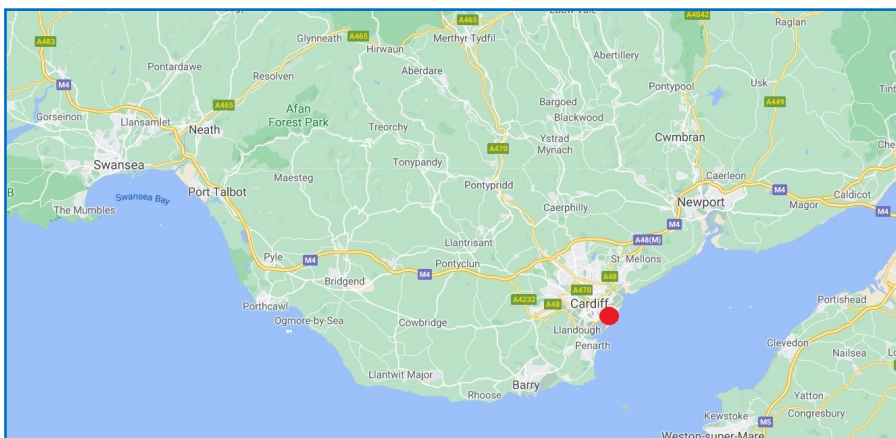 A483
A465
A465
Ebbw Vale
A4042
Raglan
Glynneath
Hirwaun
Merthyr Tydfil
Pontardawe
Resolven
Aberdare
Abertillery
M4
Pontypool
Usk
Gorseinon
Llansamlet
A465
Neath
Afan
Forest Park
Treorchy
Bargoed
Blackwood
A449
Swansea
A470
Ystrad
Mynach
Cwmbran
Tonypandy
Maesteg
Port Talbot
Pontypridd
Caerleon
Swansea Bay
B
The Mumbles
Caerphilly
Newport
M4
Caldicot
Magor
M4
M4
A48(M)
Llantrisant
Pyle
M4
M4
Pontyclun
St. Mellons
Bridgend
A48
A470
A4232
A48
Cardiff
Portishead
Porthcawl
Ogmore-by-Sea
Cowbridge
Llandough
Penarth
Clevedon
Nailsea
Llantwit Major
Barry
Rhoose
Yatton
Kewstoke
Congresbury
M5
Weston-super-Mare